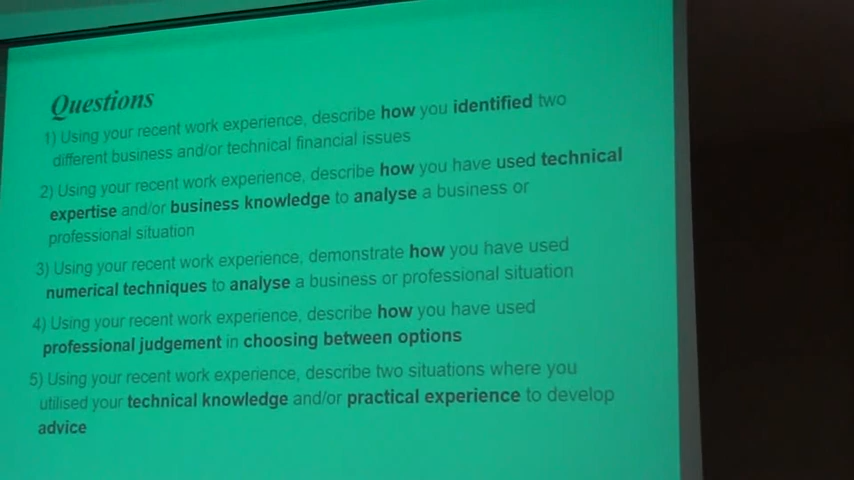 Questions
1) Using your recent work experience, describe how you identified two
different business and/or technical financial issues
2) Using your recent work experience, describe how you have used technical
expertise and/or business knowledge to analyse a business or
professional situation
3) Using your recent work experience, demonstrate how you have used
numerical techniques to analyse a business or professional situation
4) Using your recent work experience, describe how you have used
professional judgement in choosing between options
5) Using your recent work experience, describe two situations where you
utilised your technical knowledge and/or practical experience to develop
advice